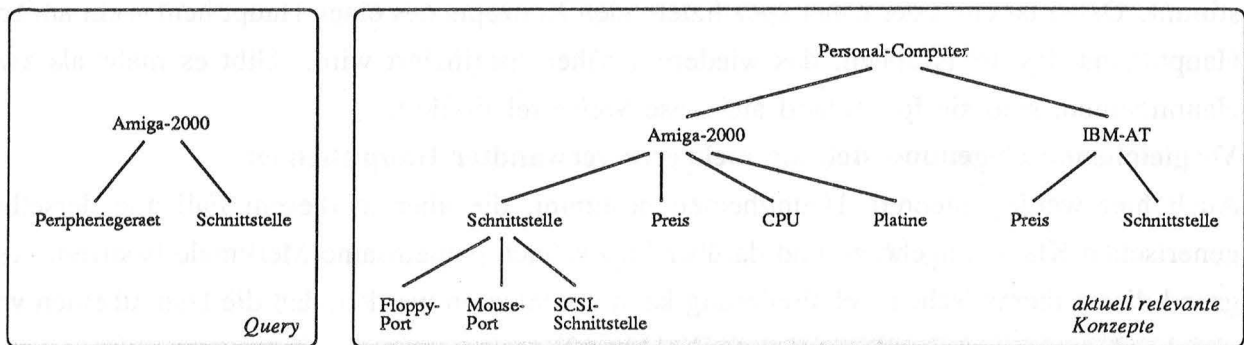 Personal-Computer
Amiga-2000
Amiga-2000 IBM-AT
Peripheriegeraet Schnittstelle
Schnittstelle Preis CPU Platine Preis Schnittstelle
Floppy-Port Mouse-Port SCSI-Schnittstelle
Query
aktuell relevante
Konzepte